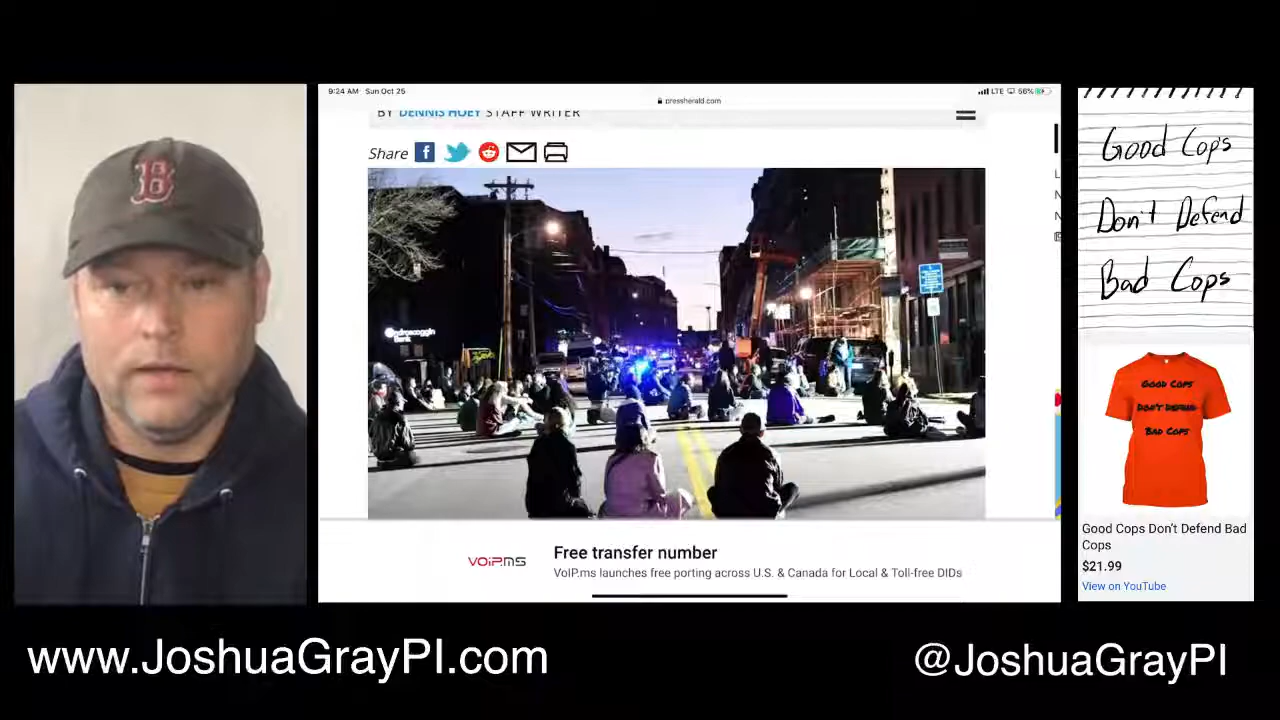 9:24 AM Sun Oct 25
pressherald.com
LTE 56%
BY DENNIS HOEY STAFF WRITER
Share
B
VOIP.MS
Free transfer number
VoIP.ms launches free porting across U.S. & Canada for Local & Toll-free DIDs
Good Cops
Don't Defend
Bad Cops
GOOD COPS
DON'T DEFEND
BAD COPS
Good Cops Don't Defend Bad
Cops
$21.99
View on YouTube
www.JoshuaGrayPI.com
@JoshuaGrayPI